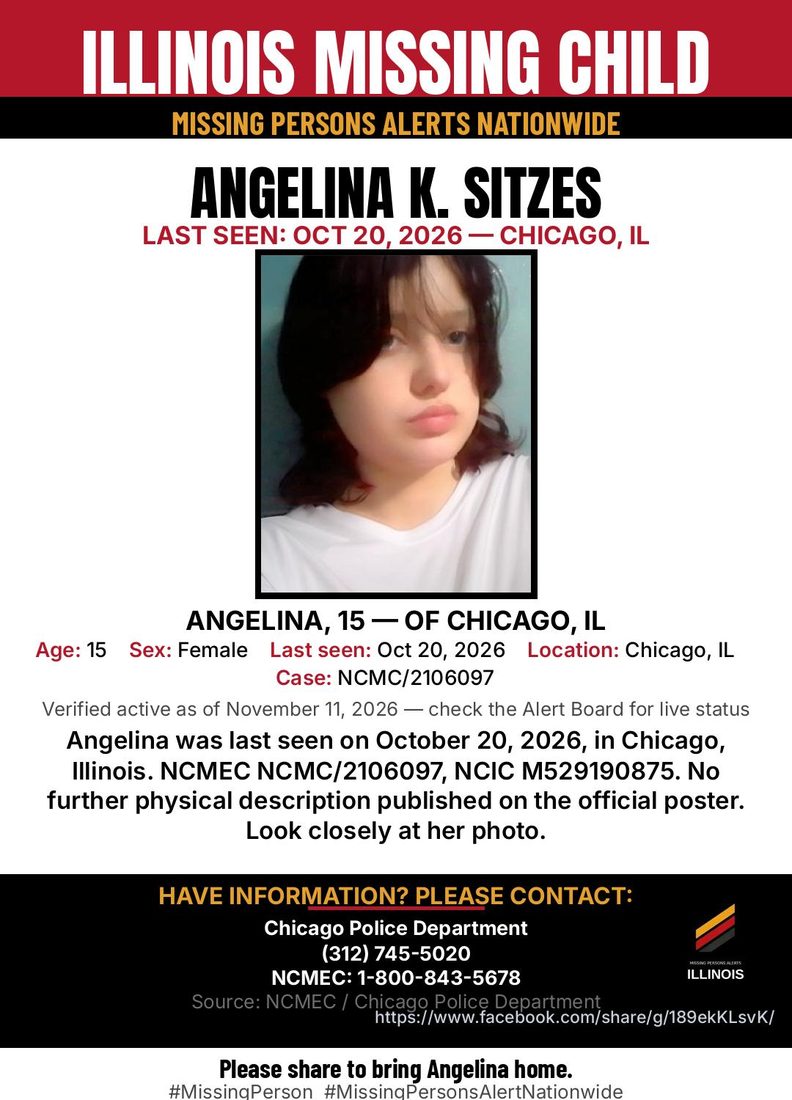 ILLINOIS MISSING CHILD
MISSING PERSONS ALERTS NATIONWIDE
ANGELINA K. SITZES
LAST SEEN: OCT 20, 2026 — CHICAGO, IL
ANGELINA, 15 — OF CHICAGO, IL
Age: 15 Sex: Female Last seen: Oct 20, 2026 Location: Chicago, IL
Case: NCMC/2106097
Verified active as of November 11, 2026 — check the Alert Board for live status
Angelina was last seen on October 20, 2026, in Chicago,
Illinois. NCMEC NCMC/2106097, NCIC M529190875. No
further physical description published on the official poster.
Look closely at her photo.
HAVE INFORMATION? PLEASE CONTACT:
Chicago Police Department
(312) 745-5020
NCMEC: 1-800-843-5678
Source: NCMEC / Chicago Police Department
https://www.facebook.com/share/g/189ekKLsvK/
MISSING PERSONS ALERTS
ILLINOIS
Please share to bring Angelina home.
#MissingPerson #MissingPersonsAlertNationwide